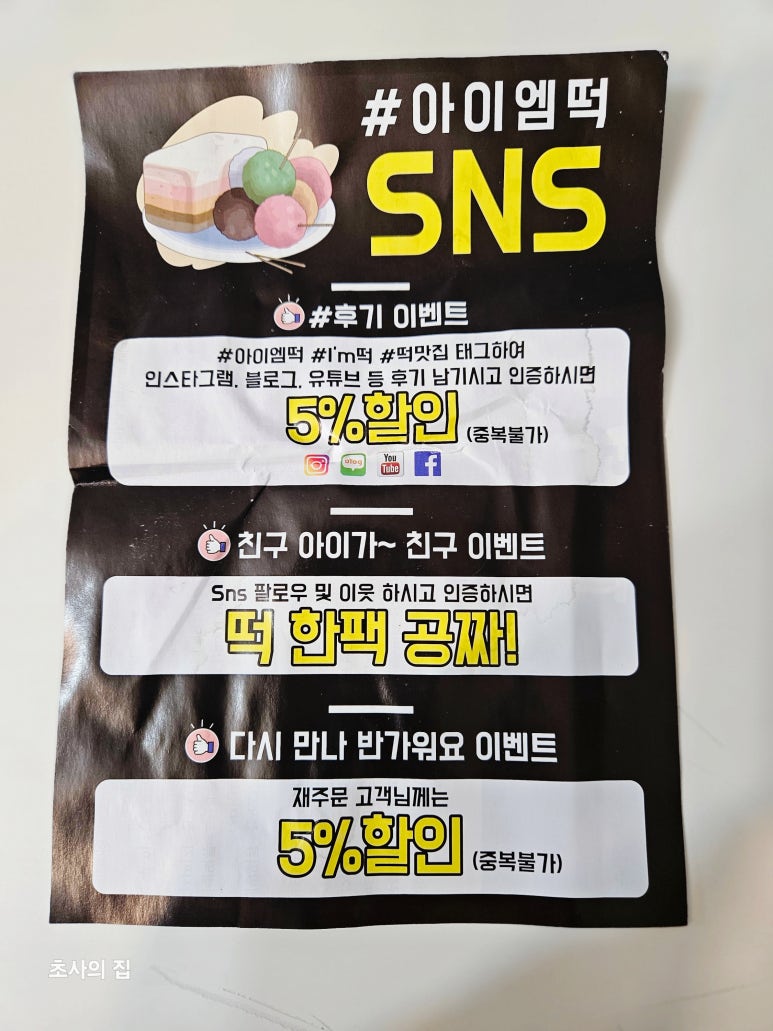 #아이엠떡
SNS
#후기 이벤트
#아이엠떡 #I'm떡 #떡맛집 태그하여
인스타그램, 블로그, 유튜브 등 후기 남기시고 인증하시면
5%할인 (중복불가)
blog
You
Tube
친구 아이가~ 친구 이벤트
Sns 팔로우 및 이웃 하시고 인증하시면
떡 한팩 공짜!
다시 만나 반가워요 이벤트
재주문 고객님께는
5%할인 (중복불가)
초사의 집